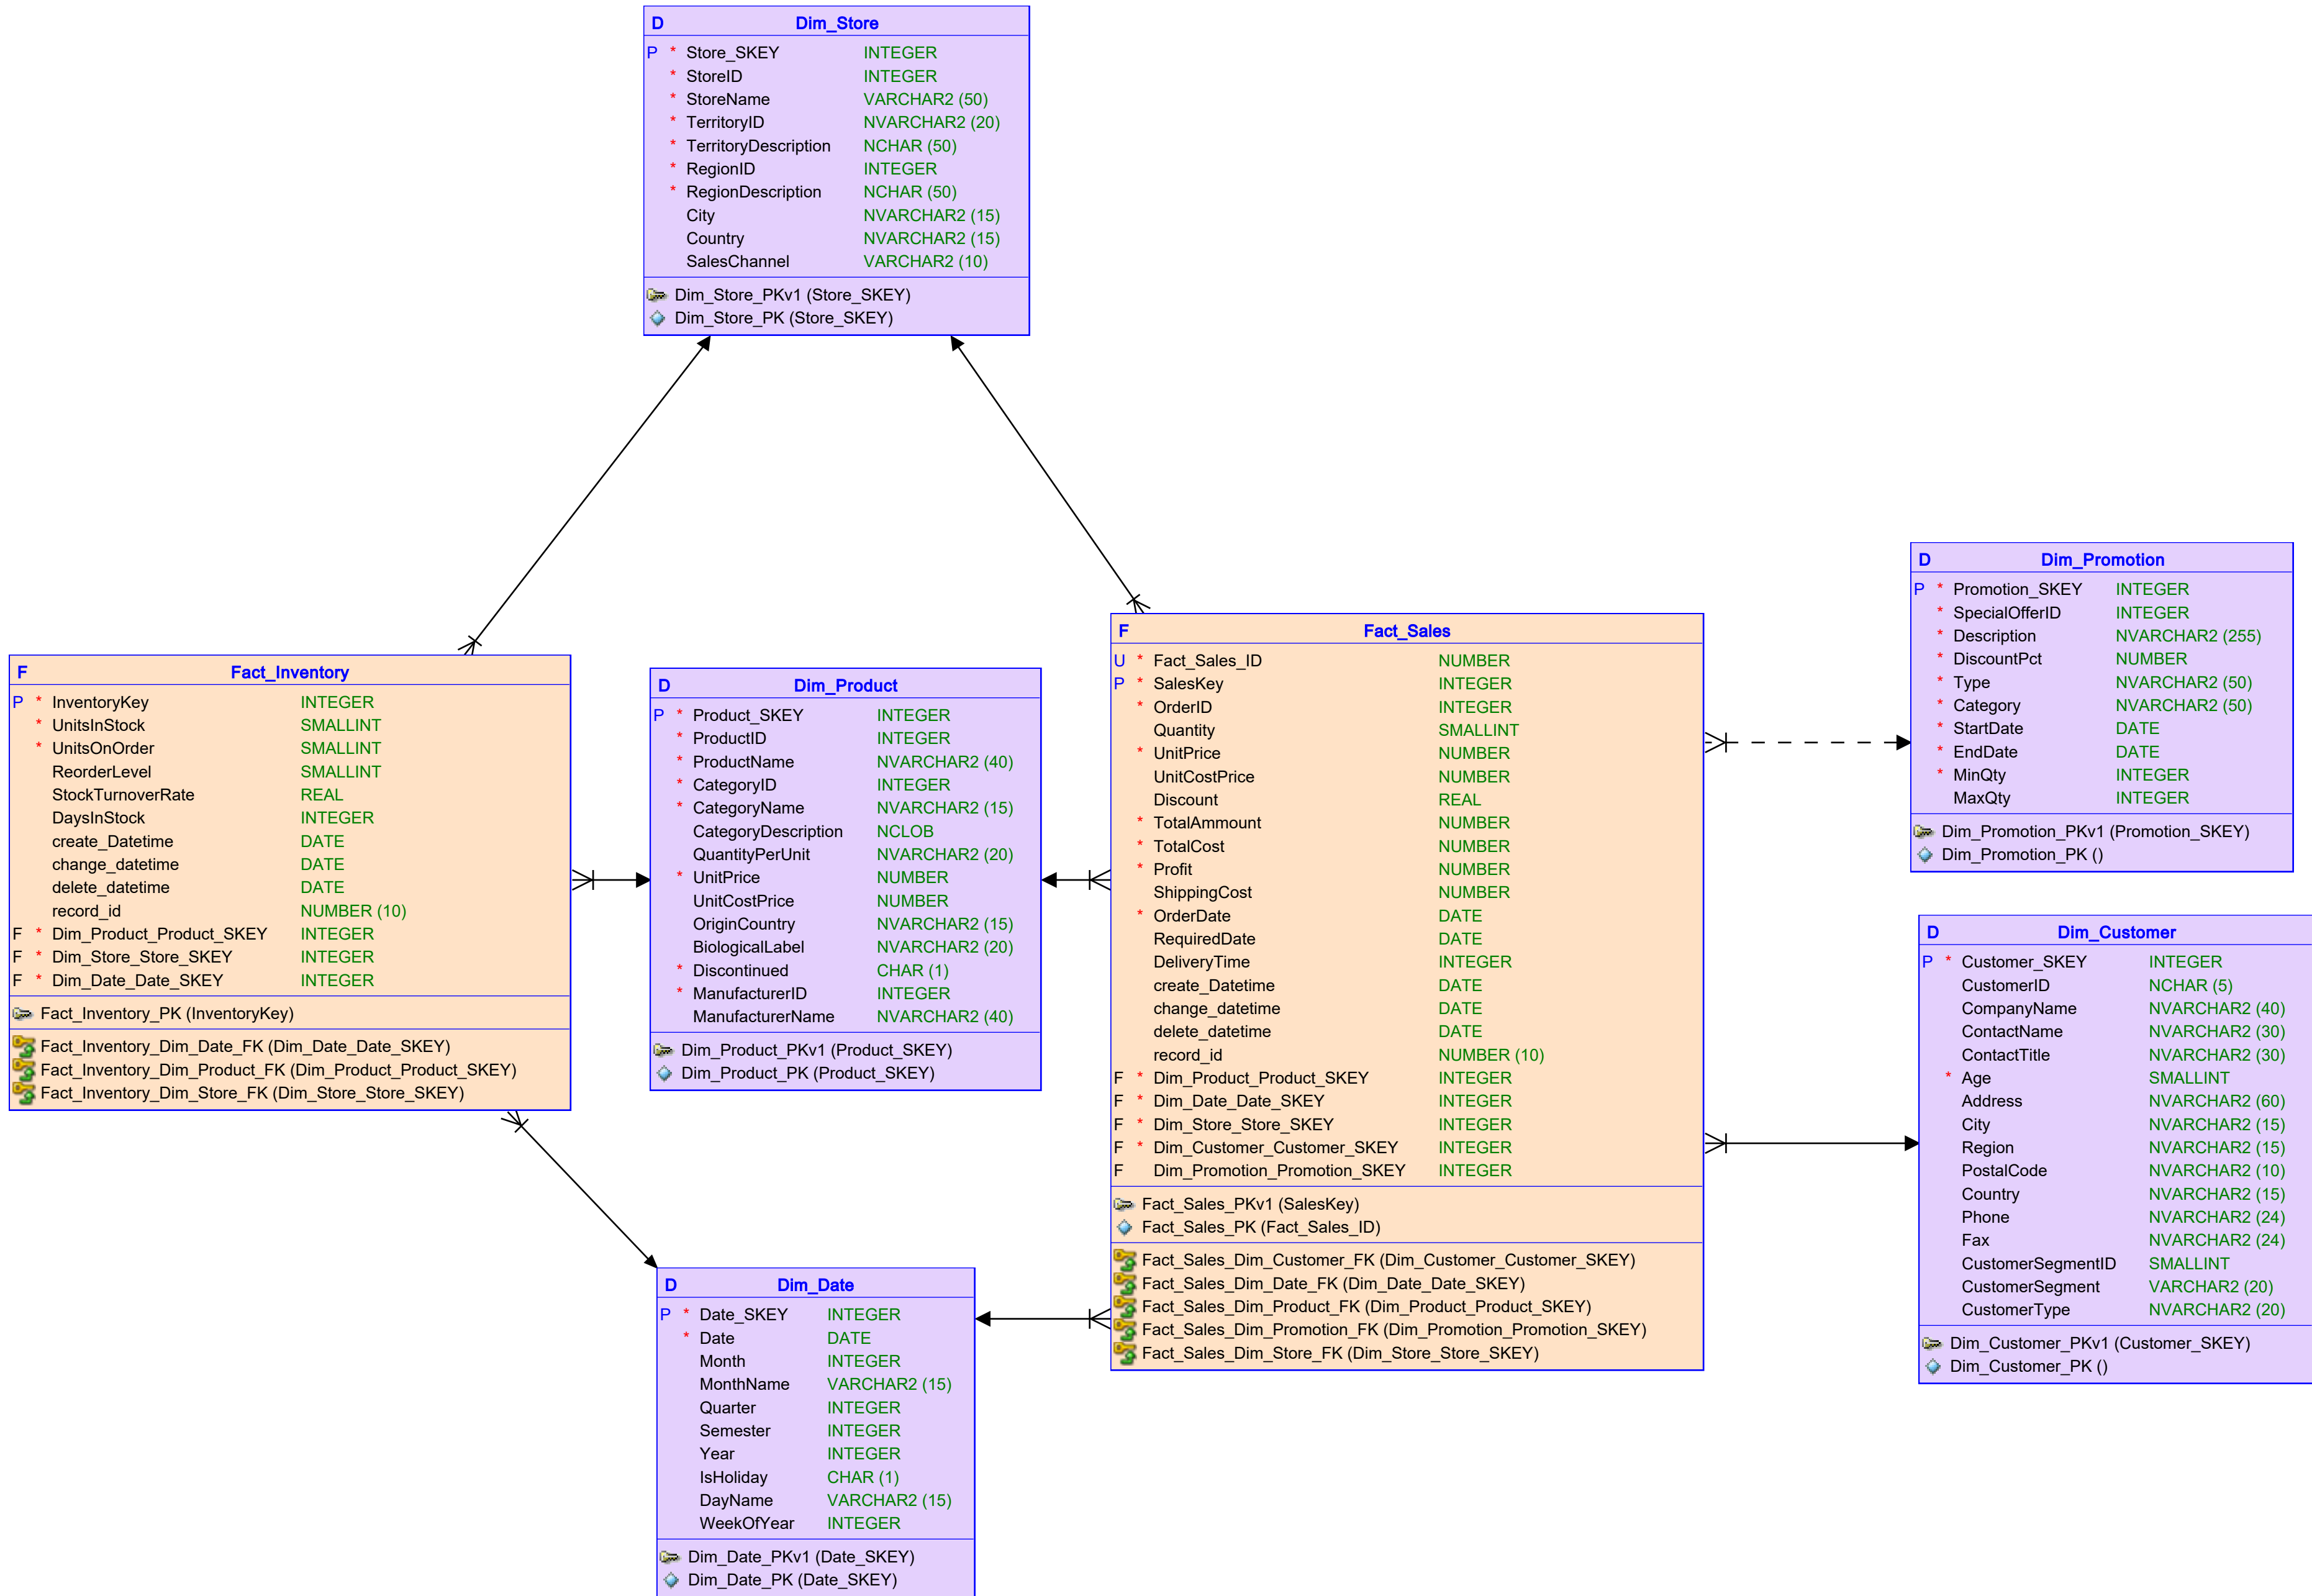 D Dim_Store
P * Store_SKEY INTEGER
* StoreID INTEGER
* StoreName VARCHAR2 (50)
* TerritoryID NVARCHAR2 (20)
* TerritoryDescription NCHAR (50)
* RegionID INTEGER
* RegionDescription NCHAR (50)
City NVARCHAR2 (15)
Country NVARCHAR2 (15)
SalesChannel VARCHAR2 (10)
Dim_Store_PKv1 (Store_SKEY)
Dim_Store_PK (Store_SKEY)
F Fact_Inventory
P * InventoryKey INTEGER
* UnitsInStock SMALLINT
* UnitsOnOrder SMALLINT
ReorderLevel SMALLINT
StockTurnoverRate REAL
DaysInStock INTEGER
create_Datetime DATE
change_datetime DATE
delete_datetime DATE
record_id NUMBER (10)
F * Dim_Product_Product_SKEY INTEGER
F * Dim_Store_Store_SKEY INTEGER
F * Dim_Date_Date_SKEY INTEGER
Fact_Inventory_PK (InventoryKey)
Fact_Inventory_Dim_Date_FK (Dim_Date_Date_SKEY)
Fact_Inventory_Dim_Product_FK (Dim_Product_Product_SKEY)
Fact_Inventory_Dim_Store_FK (Dim_Store_Store_SKEY)
D Dim_Product
P * Product_SKEY INTEGER
* ProductID INTEGER
* ProductName NVARCHAR2 (40)
* CategoryID INTEGER
* CategoryName NVARCHAR2 (15)
CategoryDescription NCLOB
QuantityPerUnit NVARCHAR2 (20)
* UnitPrice NUMBER
UnitCostPrice NUMBER
OriginCountry NVARCHAR2 (15)
BiologicalLabel NVARCHAR2 (20)
* Discontinued CHAR (1)
* ManufacturerID INTEGER
ManufacturerName NVARCHAR2 (40)
Dim_Product_PKv1 (Product_SKEY)
Dim_Product_PK (Product_SKEY)
F Fact_Sales
U * Fact_Sales_ID NUMBER
P * SalesKey INTEGER
* OrderID INTEGER
Quantity SMALLINT
* UnitPrice NUMBER
UnitCostPrice NUMBER
Discount REAL
* TotalAmmount NUMBER
* TotalCost NUMBER
* Profit NUMBER
ShippingCost NUMBER
* OrderDate DATE
RequiredDate DATE
DeliveryTime INTEGER
create_Datetime DATE
change_datetime DATE
delete_datetime DATE
record_id NUMBER (10)
F * Dim_Product_Product_SKEY INTEGER
F * Dim_Date_Date_SKEY INTEGER
F * Dim_Store_Store_SKEY INTEGER
F * Dim_Customer_Customer_SKEY INTEGER
F Dim_Promotion_Promotion_SKEY INTEGER
Fact_Sales_PKv1 (SalesKey)
Fact_Sales_PK (Fact_Sales_ID)
Fact_Sales_Dim_Customer_FK (Dim_Customer_Customer_SKEY)
Fact_Sales_Dim_Date_FK (Dim_Date_Date_SKEY)
Fact_Sales_Dim_Product_FK (Dim_Product_Product_SKEY)
Fact_Sales_Dim_Promotion_FK (Dim_Promotion_Promotion_SKEY)
Fact_Sales_Dim_Store_FK (Dim_Store_Store_SKEY)
D Dim_Promotion
P * Promotion_SKEY INTEGER
* SpecialOfferID INTEGER
* Description NVARCHAR2 (255)
* DiscountPct NUMBER
* Type NVARCHAR2 (50)
* Category NVARCHAR2 (50)
* StartDate DATE
* EndDate DATE
* MinQty INTEGER
MaxQty INTEGER
Dim_Promotion_PKv1 (Promotion_SKEY)
Dim_Promotion_PK ()
D Dim_Customer
P * Customer_SKEY INTEGER
CustomerID NCHAR (5)
CompanyName NVARCHAR2 (40)
ContactName NVARCHAR2 (30)
ContactTitle NVARCHAR2 (30)
* Age SMALLINT
Address NVARCHAR2 (60)
City NVARCHAR2 (15)
Region NVARCHAR2 (15)
PostalCode NVARCHAR2 (10)
Country NVARCHAR2 (15)
Phone NVARCHAR2 (24)
Fax NVARCHAR2 (24)
CustomerSegmentID SMALLINT
CustomerSegment VARCHAR2 (20)
CustomerType NVARCHAR2 (20)
Dim_Customer_PKv1 (Customer_SKEY)
Dim_Customer_PK ()
D Dim_Date
P * Date_SKEY INTEGER
* Date DATE
Month INTEGER
MonthName VARCHAR2 (15)
Quarter INTEGER
Semester INTEGER
Year INTEGER
IsHoliday CHAR (1)
DayName VARCHAR2 (15)
WeekOfYear INTEGER
Dim_Date_PKv1 (Date_SKEY)
Dim_Date_PK (Date_SKEY)